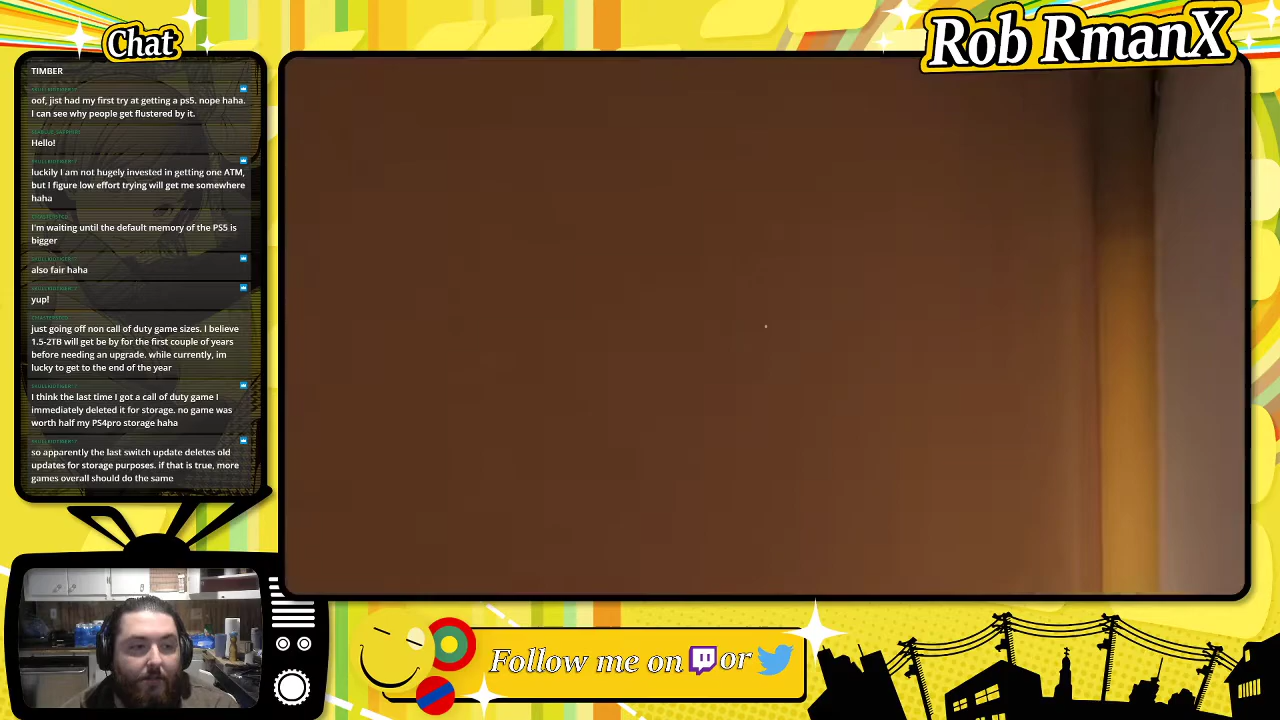 Chat
Rob RmanX
TIMBER
oof, jist had my first try at getting a ps5. nope haha.
I can see why people get flustered by it.
Hello!
luckily I am not hugely invested in getting one ATM,
but I figure low effort trying will get me somewhere
haha
I'm waiting until the default memory of the PS5 is
bigger
also fair haha
yup!
just going off non call of duty game sizes. I believe
1.5-2TB will get be by for the first couple of years
before needing an upgrade. while currently, im
lucky to get to the end of the year
I think the last time I got a call of duty game I
immediately deleted it for storage. no game was
worth half my PS4pro storage haha
so apparently the last switch update deletes old
updates for storage purposes. if that is true, more
games overall should do the same
Follow me on or